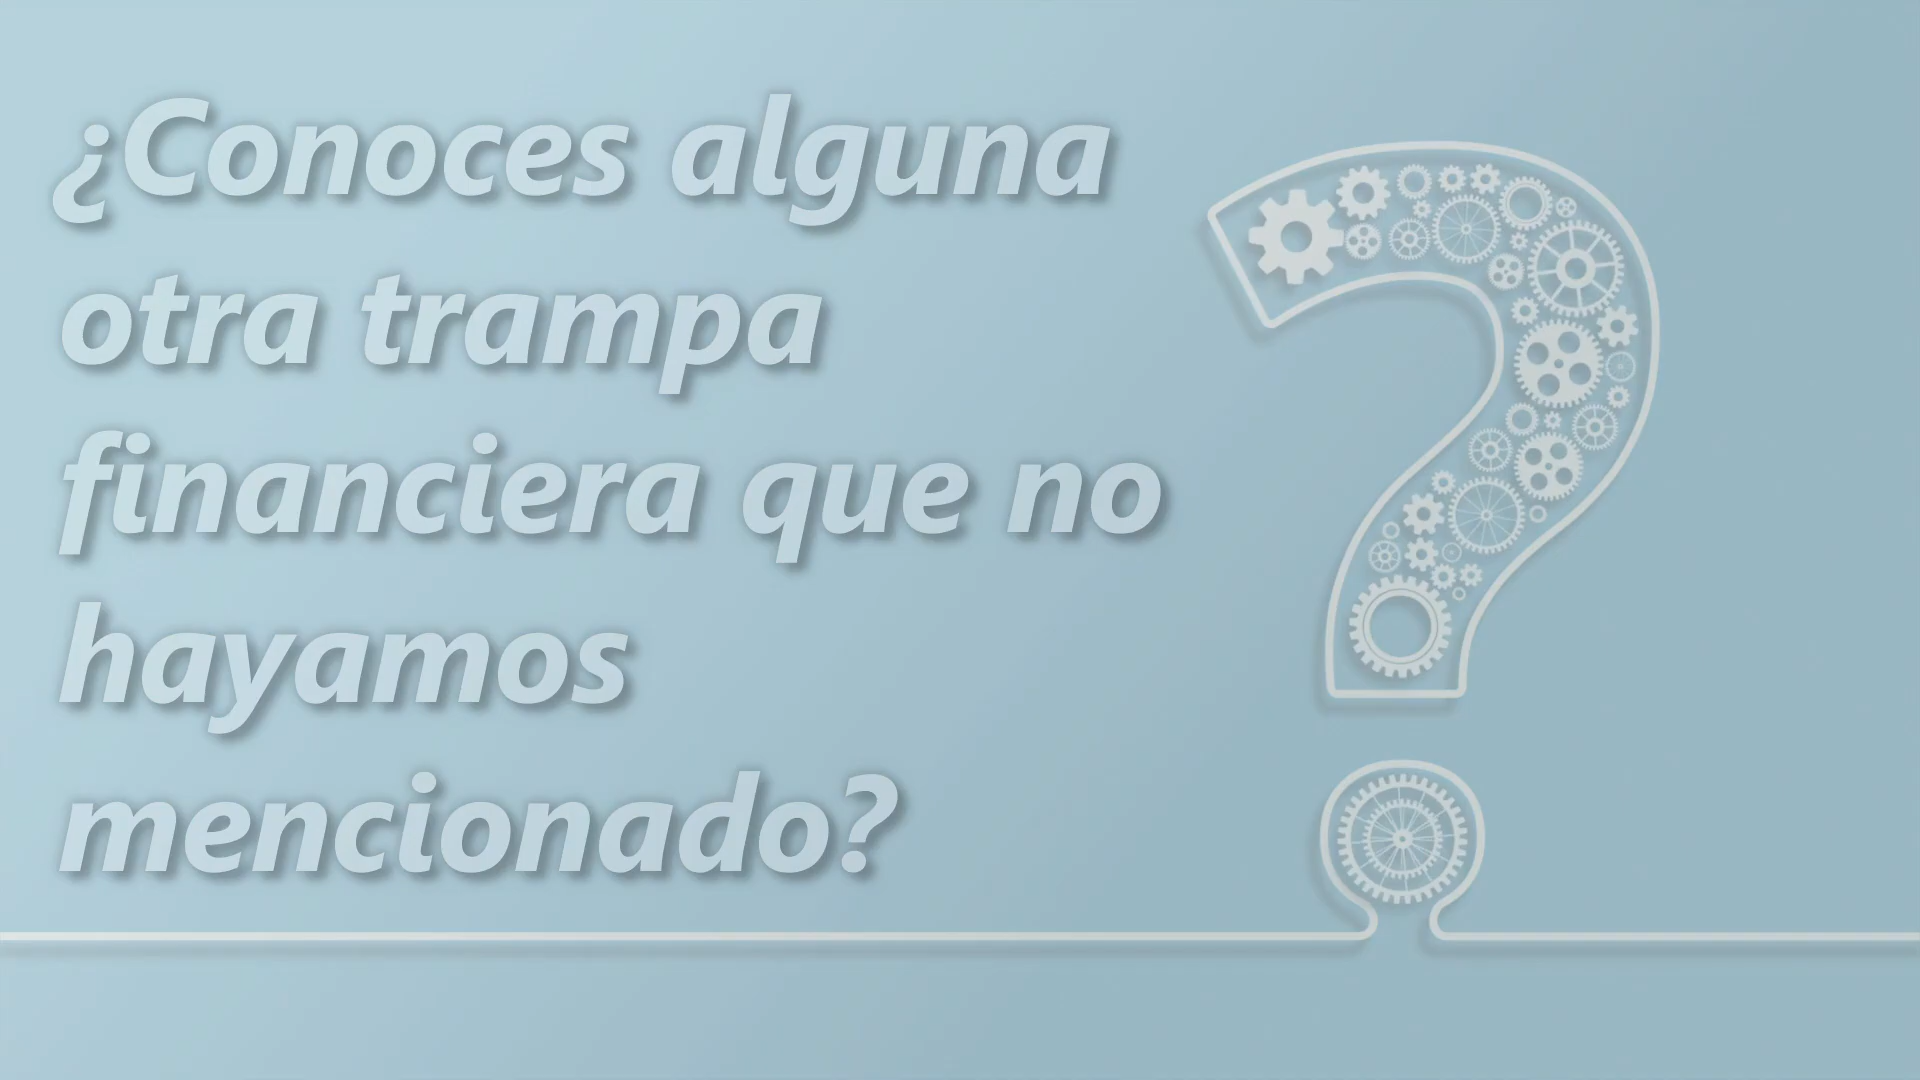 ¿Conoces alguna
otra trampa
financiera que no
hayamos
mencionado?